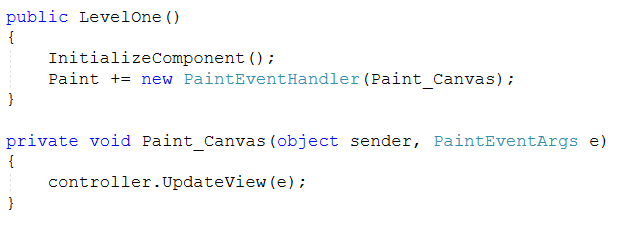 public LevelOne()
{
    InitializeComponent();
    Paint += new PaintEventHandler(Paint_Canvas);
}

private void Paint_Canvas(object sender, PaintEventArgs e)
{
    controller.UpdateView(e);
}